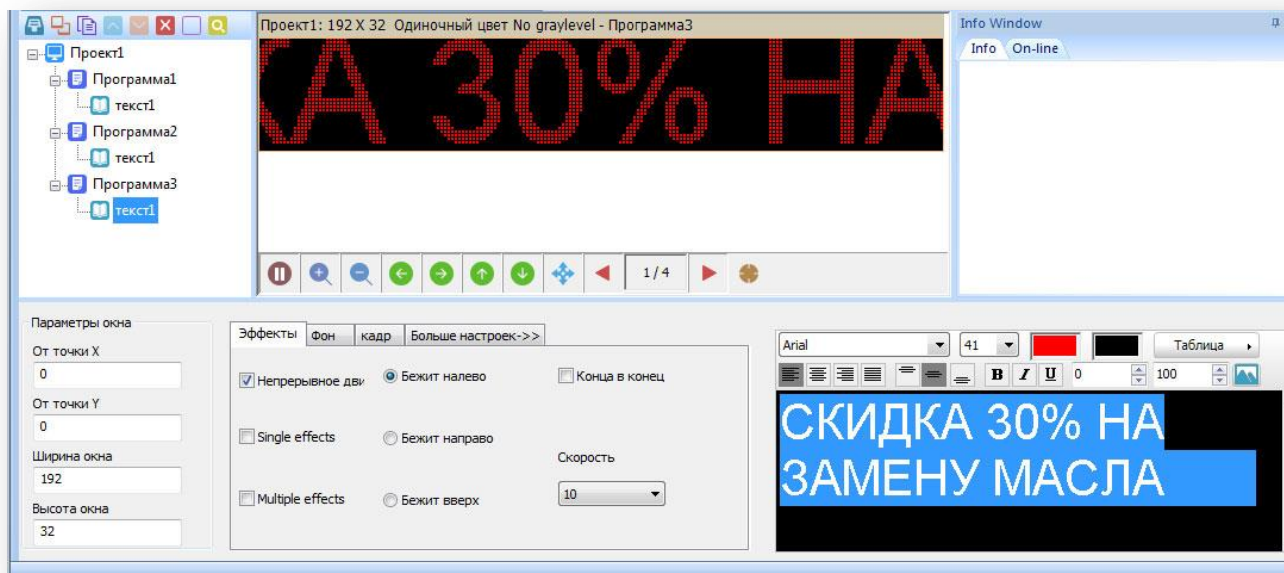 Проект1
Программа1
текст1
Программа2
текст1
Программа3
текст1
Проект1: 192 X 32 Одиночный цвет No graylevel - Программа3
КА 30% НА
1 / 4
Info Window
Info On-line
Параметры окна
От точки X
0
От точки Y
0
Ширина окна
192
Высота окна
32
Эффекты Фон кадр Больше настроек->>
Непрерывное дви Бежит налево Конца в конец
Single effects Бежит направо
Скорость
Multiple effects Бежит вверх 10
Arial 41 Таблица
B I U 0 100
СКИДКА 30% НА
ЗАМЕНУ МАСЛА